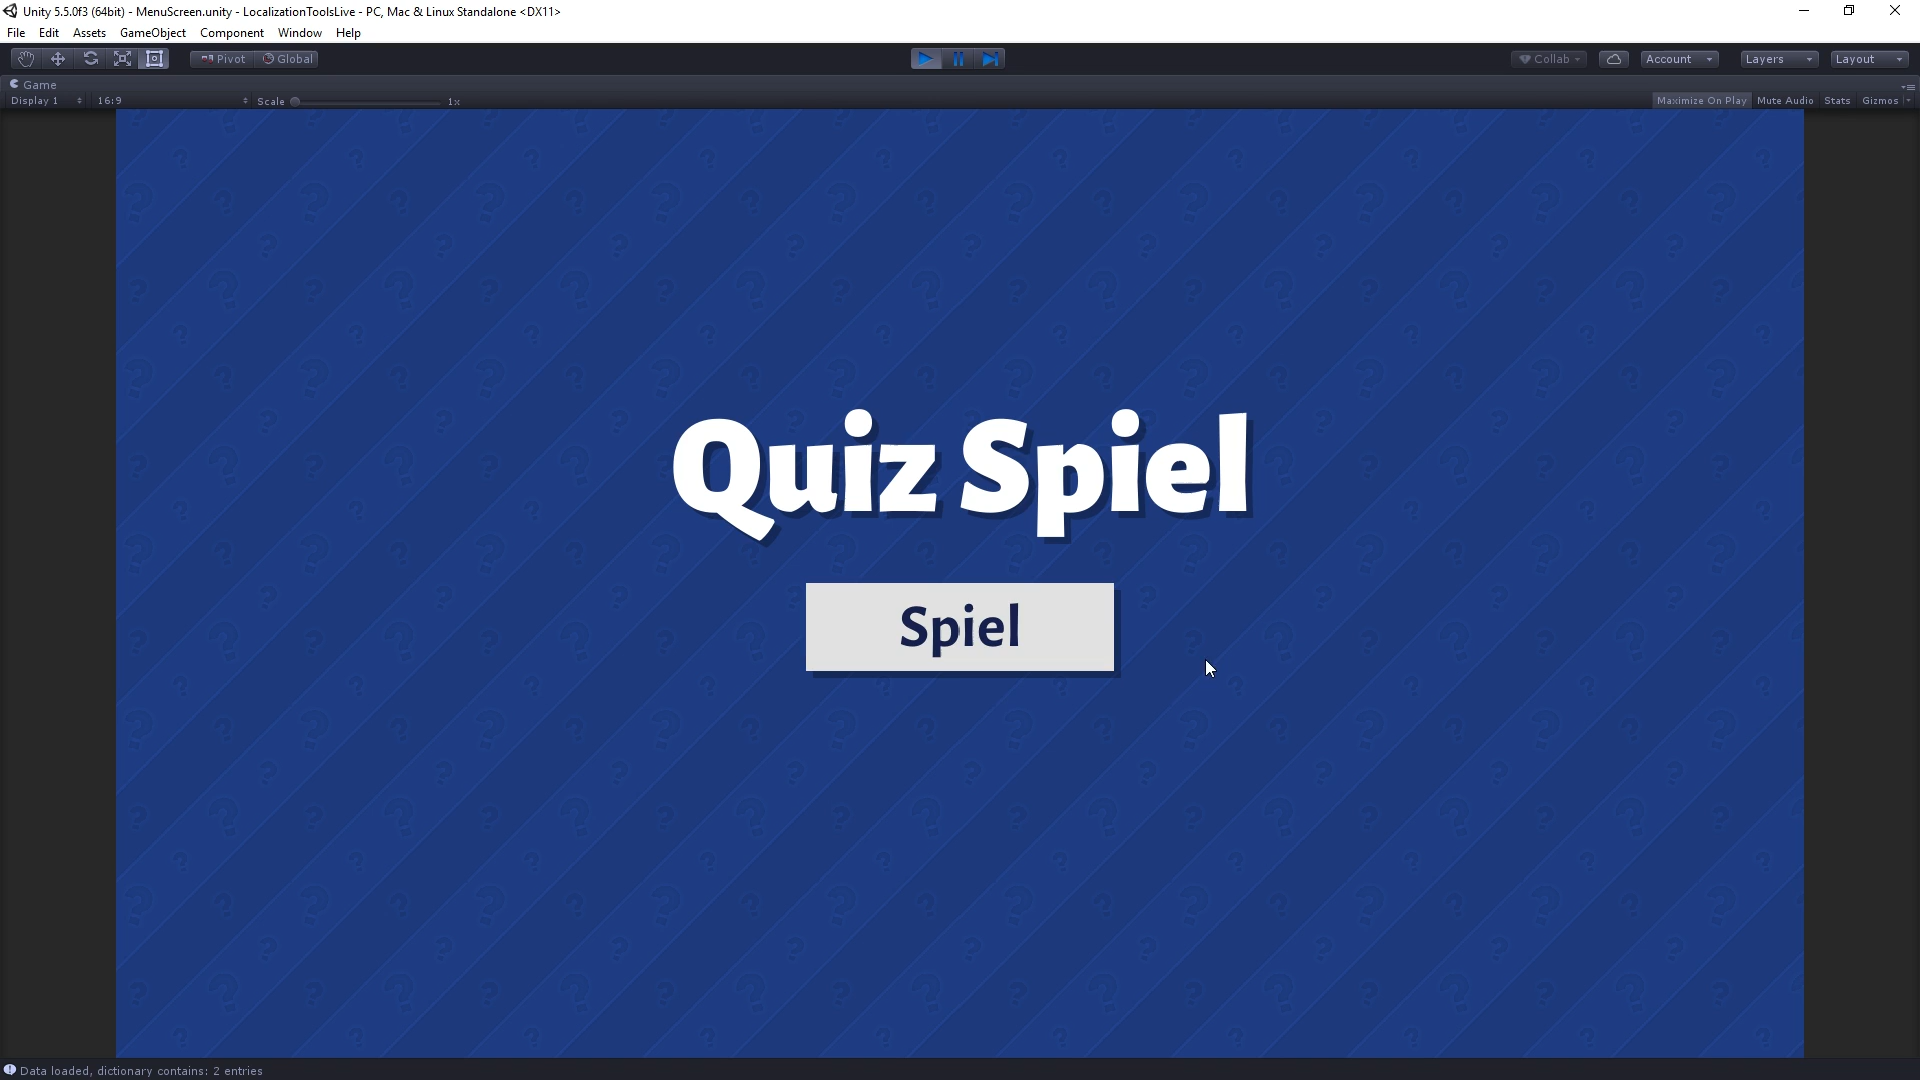 Unity 5.5.0f3 (64bit) - MenuScreen.unity - LocalizationToolsLive - PC, Mac & Linux Standalone <DX11>
File Edit Assets GameObject Component Window Help
Pivot Global Collab Account Layers Layout
Game
Display 1 16:9 Scale 1x Maximize On Play Mute Audio Stats Gizmos
Quiz Spiel
Spiel
Data loaded, dictionary contains: 2 entries